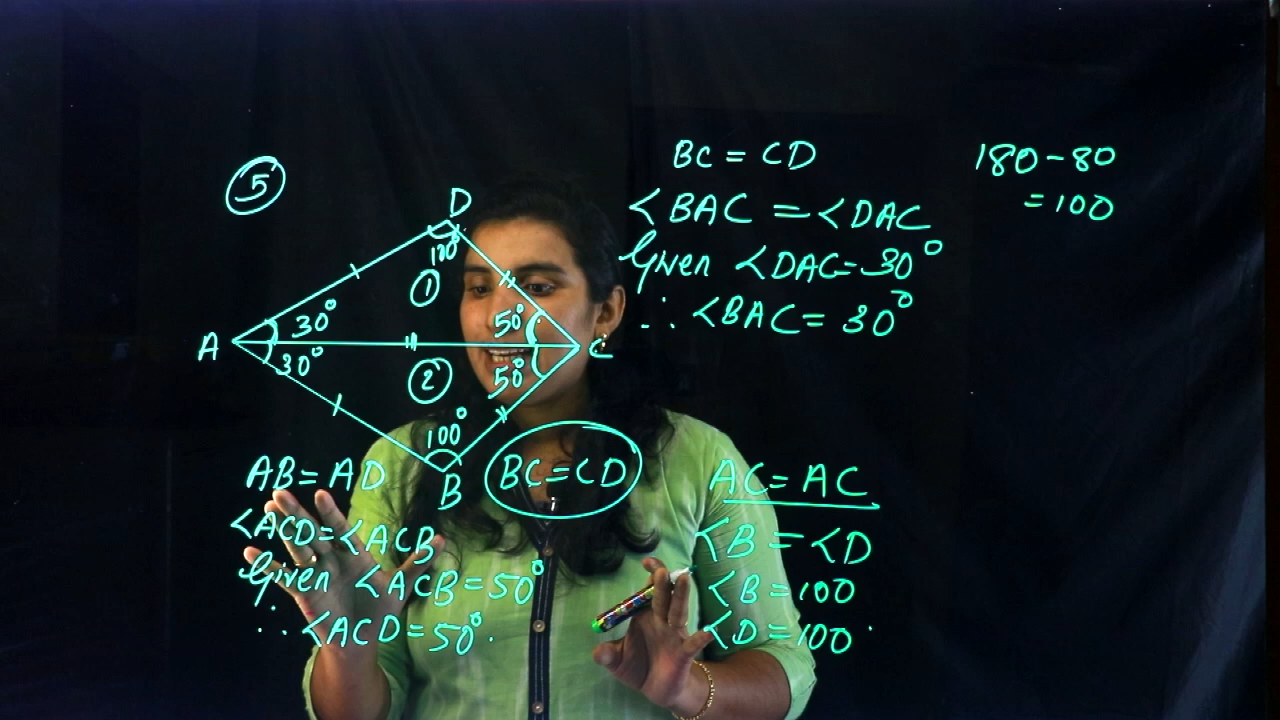 5
D
100°
1
A
30°
30°
50°
50°
C
2
100°
B
AB = AD
<ACD = <ACB
Given <ACB = 50°
∴ <ACD = 50°.
BC = CD
BC = CD
<BAC = <DAC
Given <DAC = 30°
∴ <BAC = 30°
180 - 80
= 100
AC = AC
<B = <D
<B = 100
<D = 100.